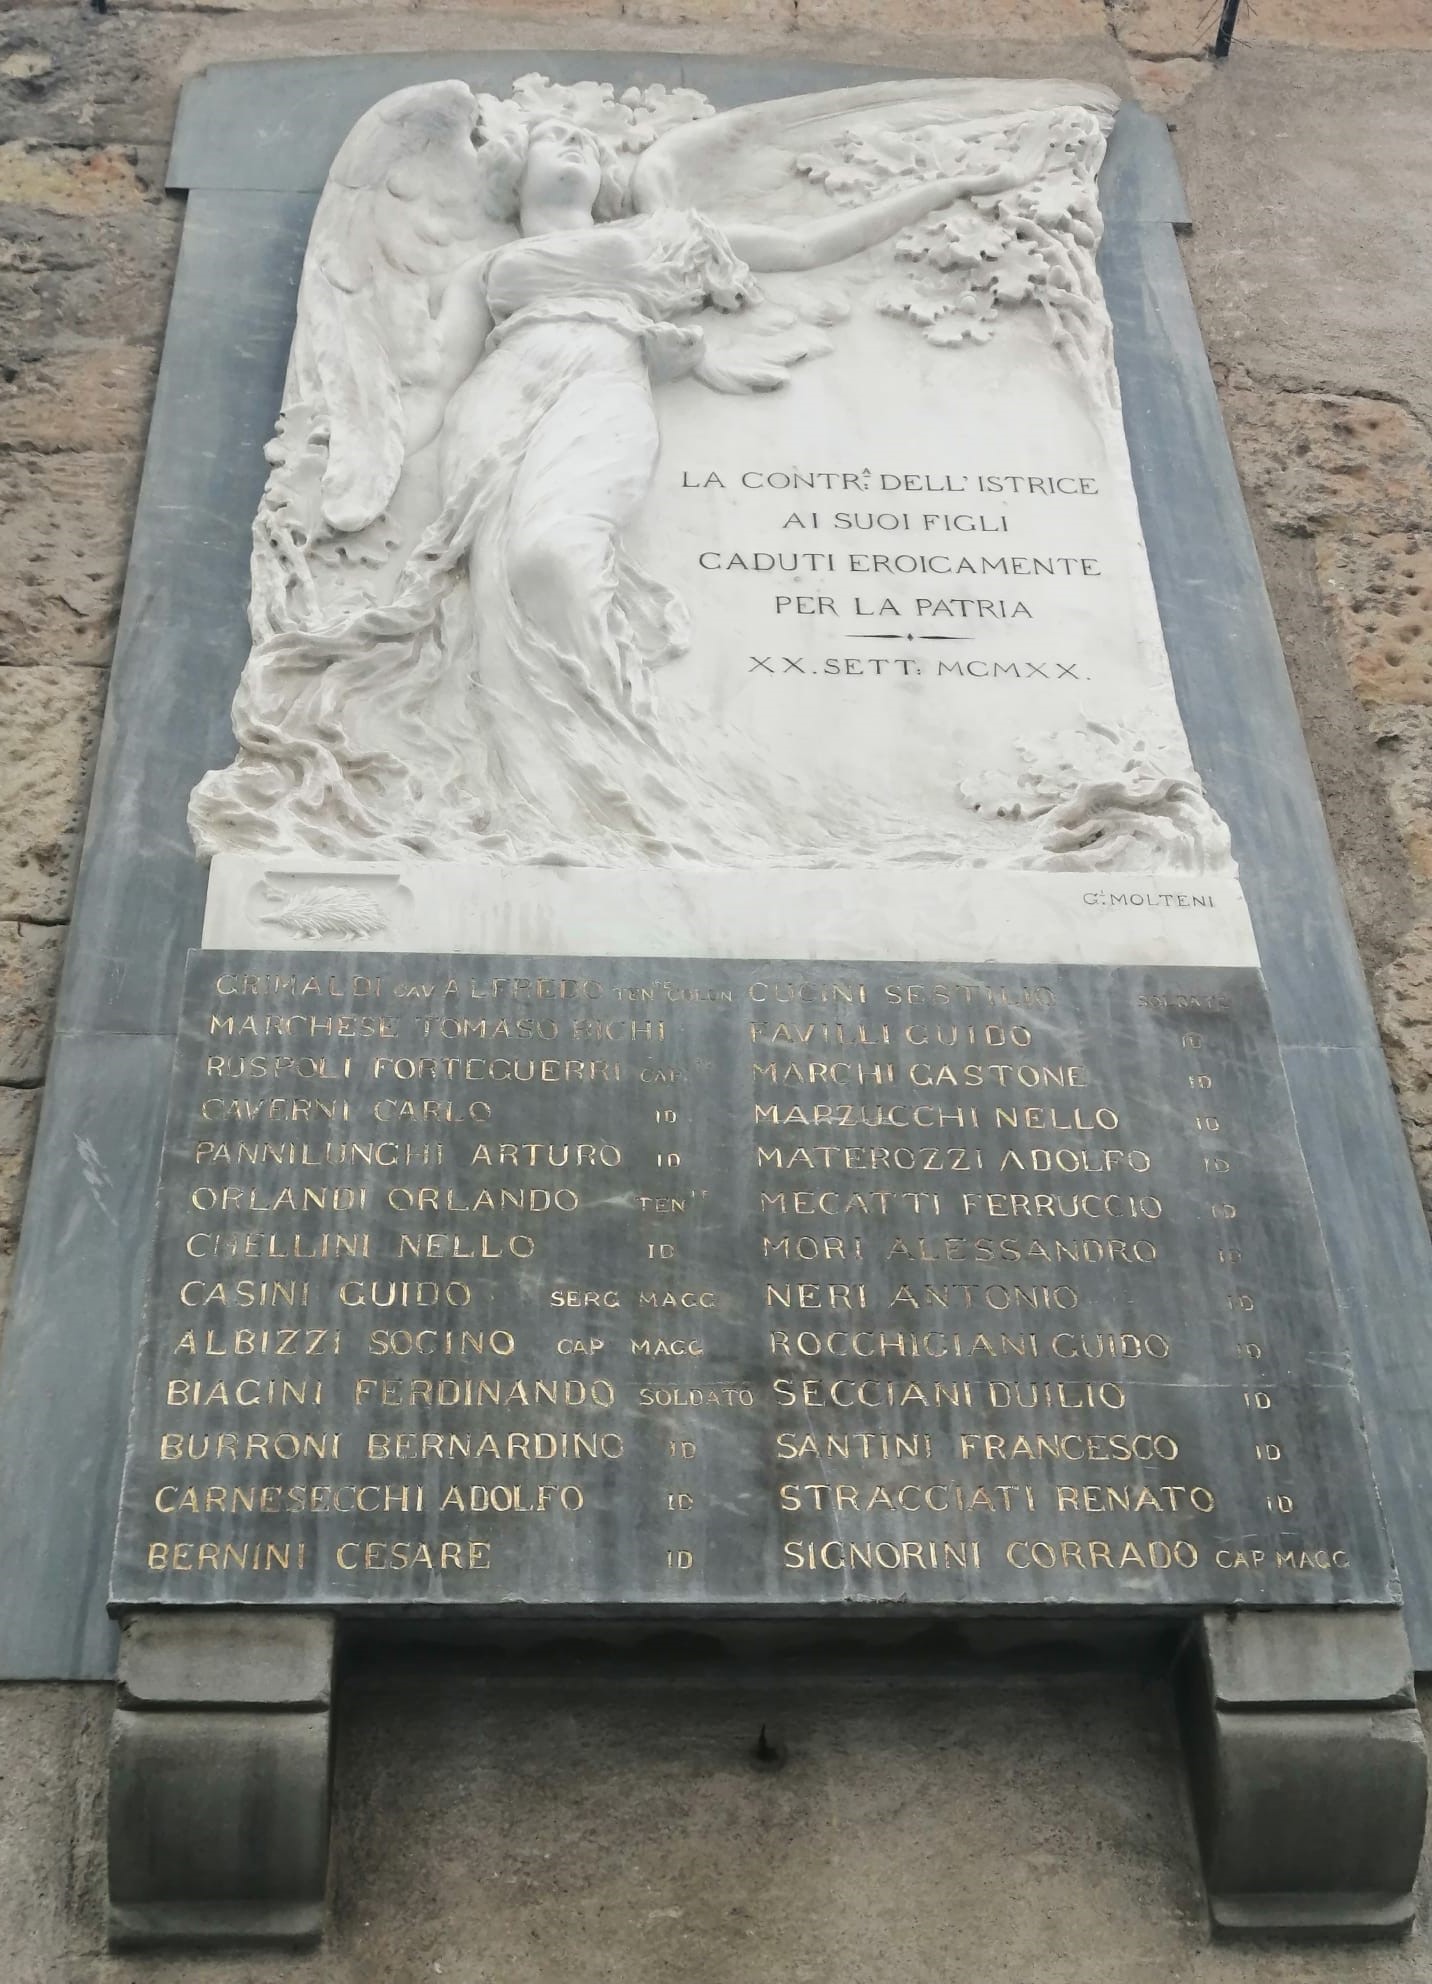 LA CONTR:ᴬ DELL' ISTRICE
AI SUOI FIGLI
CADUTI EROICAMENTE
PER LA PATRIA
XX. SETT: MCMXX.
G.ᵗ MOLTENI
GRIMALDI CAV ALFREDO TENᵗᵉ COLON
MARCHESE TOMASO BICHI
RUSPOLI FORTEGUERRI CAP.ⁿᵒ
CAVERNI CARLO ID
PANNILUNGHI ARTURO ID
ORLANDI ORLANDO TENᵗᵉ
CHELLINI NELLO ID
CASINI GUIDO SERG MAGG
ALBIZZI SOCINO CAP MAGG
BIAGINI FERDINANDO SOLDATO
BURRONI BERNARDINO ID
CARNESECCHI ADOLFO ID
BERNINI CESARE ID
CUCINI SESTILIO SOLDATO
FAVILLI GUIDO ID
MARCHI GASTONE ID
MARZUCCHI NELLO ID
MATEROZZI ADOLFO ID
MECATTI FERRUCCIO ID
MORI ALESSANDRO ID
NERI ANTONIO ID
ROCCHIGIANI GUIDO ID
SECCIANI DUILIO ID
SANTINI FRANCESCO ID
STRACCIATI RENATO ID
SIGNORINI CORRADO CAP MAGG